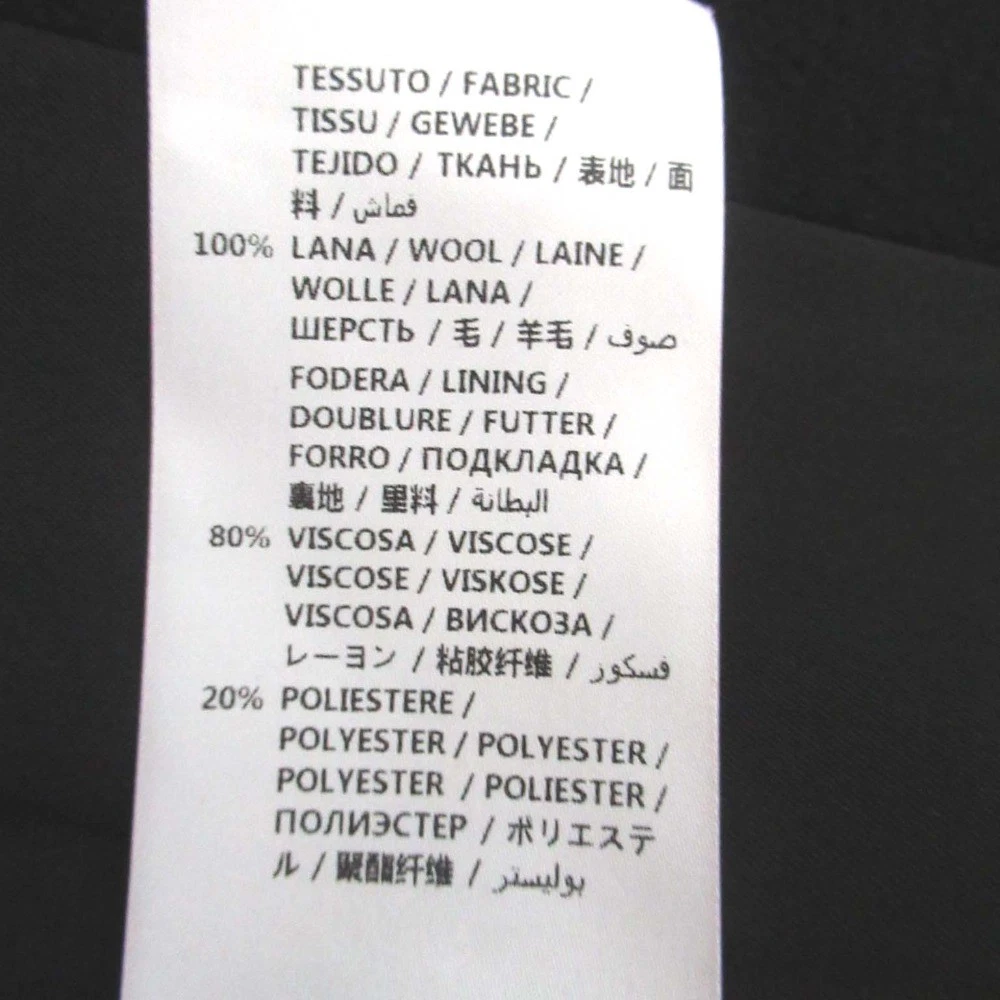 TESSUTO / FABRIC /
TISSU / GEWEBE /
TEJIDO / ТКАНЬ / 表地 / 面
料 / قماش
100% LANA / WOOL / LAINE /
WOLLE / LANA /
ШЕРСТЬ / 毛 / 羊毛 / صوف
FODERA / LINING /
DOUBLURE / FUTTER /
FORRO / ПОДКЛАДКА /
裏地 / 里料 / البطانة
80% VISCOSA / VISCOSE /
VISCOSE / VISKOSE /
VISCOSA / ВИСКОЗА /
レーヨン / 粘胶纤维 / فسكوز
20% POLIESTERE /
POLYESTER / POLYESTER /
POLYESTER / POLIESTER /
ПОЛИЭСТЕР / ポリエステ
ル / 聚酯纤维 / بوليستر